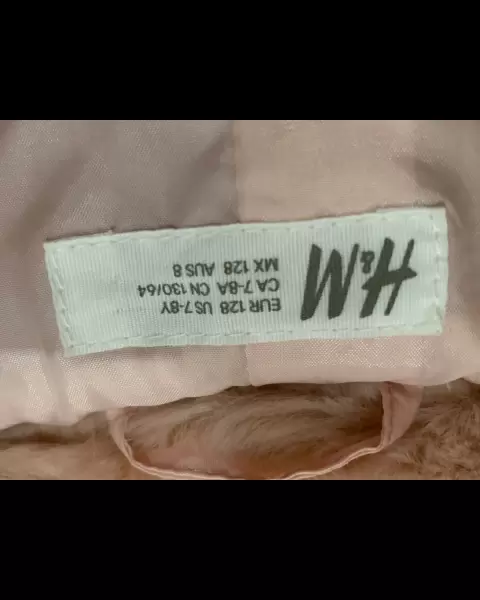 H&M
EUR 128 US 7-8Y
CA 7-8A CN 130/64
MX 128 AUS 8